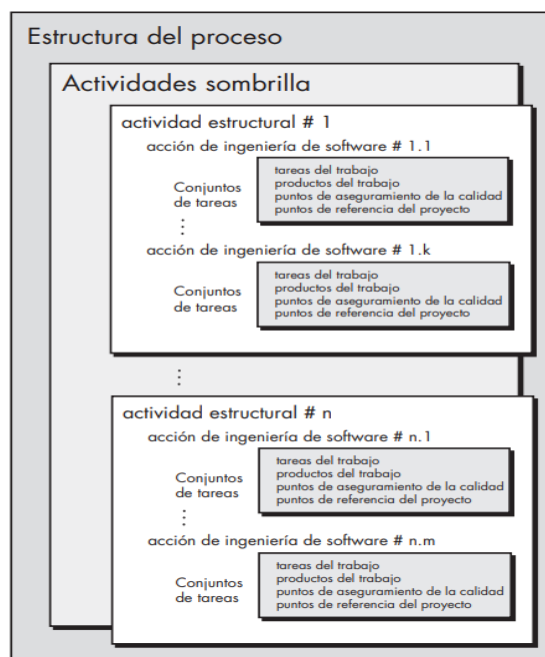 Estructura del proceso
Actividades sombrilla
actividad estructural # 1
acción de ingeniería de software # 1.1
Conjuntos
de tareas
tareas del trabajo
productos del trabajo
puntos de aseguramiento de la calidad
puntos de referencia del proyecto
acción de ingeniería de software # 1.k
Conjuntos
de tareas
tareas del trabajo
productos del trabajo
puntos de aseguramiento de la calidad
puntos de referencia del proyecto
actividad estructural # n
acción de ingeniería de software # n.1
Conjuntos
de tareas
tareas del trabajo
productos del trabajo
puntos de aseguramiento de la calidad
puntos de referencia del proyecto
acción de ingeniería de software # n.m
Conjuntos
de tareas
tareas del trabajo
productos del trabajo
puntos de aseguramiento de la calidad
puntos de referencia del proyecto